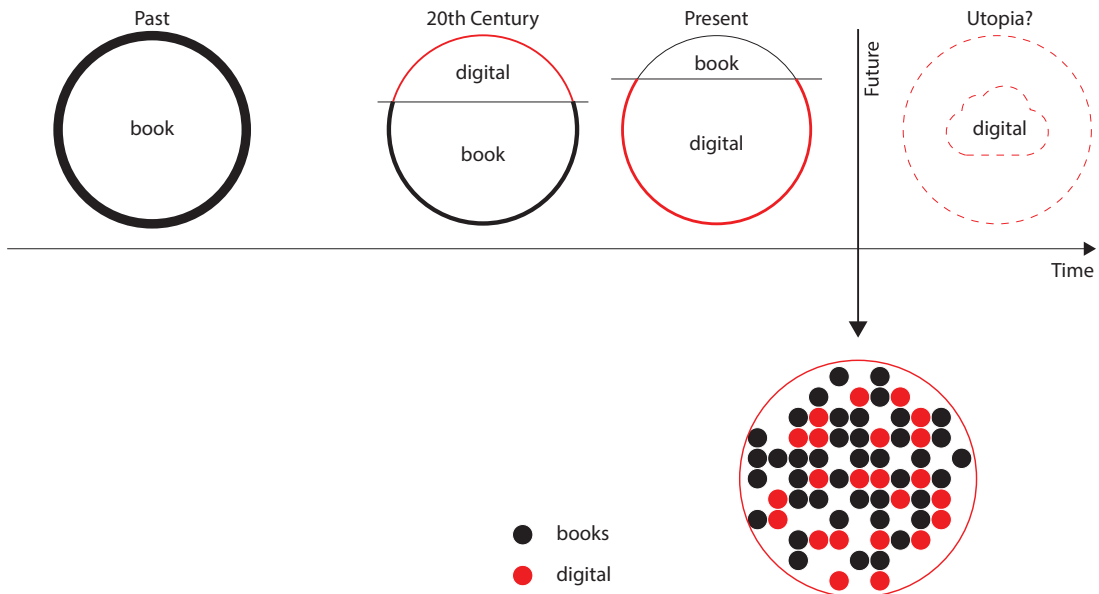 Past
20th Century
Present
Utopia?
book
digital
book
book
digital
Future
digital
Time
books
digital